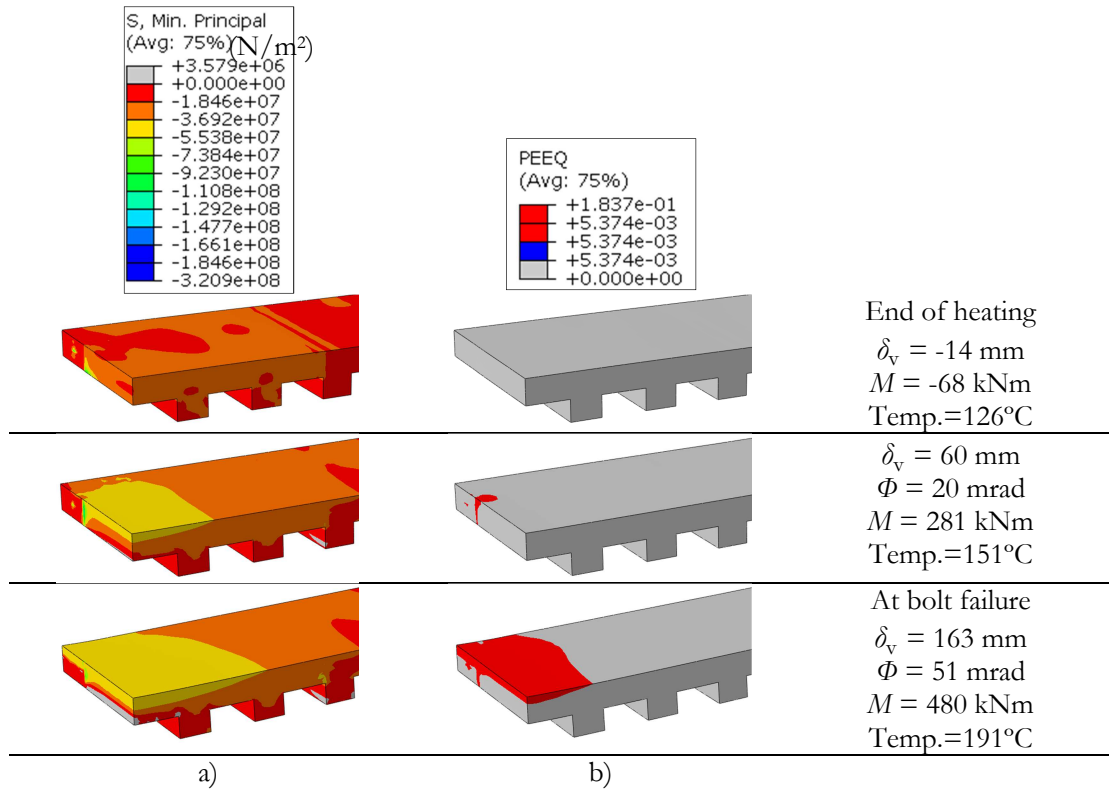 S, Min. Principal
(Avg: 75%) (N/m²)
+3.579e+06
+0.000e+00
-1.846e+07
-3.692e+07
-5.538e+07
-7.384e+07
-9.230e+07
-1.108e+08
-1.292e+08
-1.477e+08
-1.661e+08
-1.846e+08
-3.209e+08
PEEQ
(Avg: 75%)
+1.837e-01
+5.374e-03
+5.374e-03
+5.374e-03
+0.000e+00
End of heating
δv = -14 mm
M = -68 kNm
Temp.=126ºC
δv = 60 mm
Φ = 20 mrad
M = 281 kNm
Temp.=151ºC
At bolt failure
δv = 163 mm
Φ = 51 mrad
M = 480 kNm
Temp.=191ºC
a)
b)